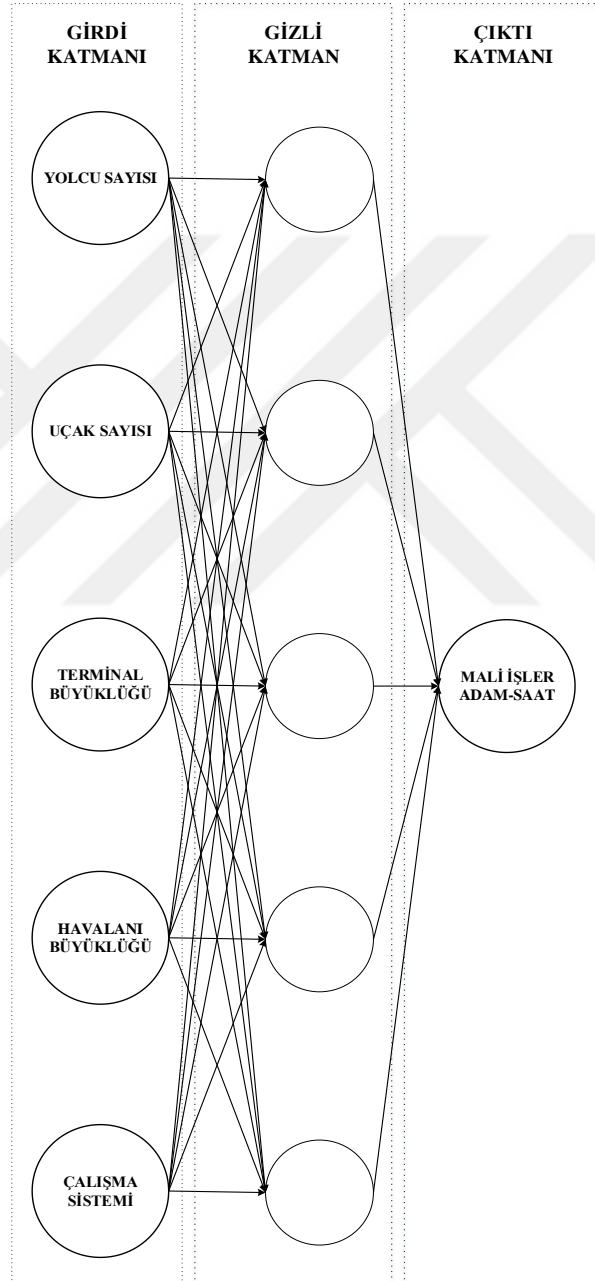 GİRDİ
KATMANI
GİZLİ
KATMAN
ÇIKTI
KATMANI
YOLCU SAYISI
UÇAK SAYISI
TERMİNAL
BÜYÜKLÜĞÜ
MALİ İŞLER
ADAM-SAAT
HAVALANI
BÜYÜKLÜĞÜ
ÇALIŞMA
SİSTEMİ